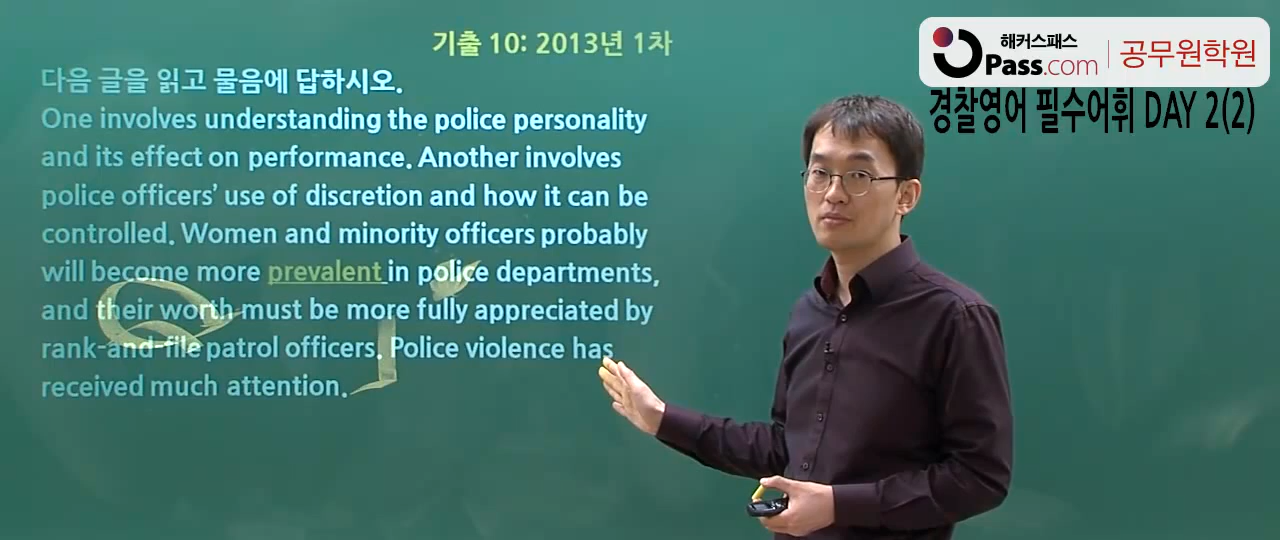 기출 10: 2013년 1차
해커스패스
Pass.com
공무원학원
경찰영어 필수어휘 DAY 2(2)
다음 글을 읽고 물음에 답하시오.
One involves understanding the police personality
and its effect on performance. Another involves
police officers’ use of discretion and how it can be
controlled. Women and minority officers probably
will become more prevalent in police departments,
and their worth must be more fully appreciated by
rank-and-file patrol officers. Police violence has
received much attention.